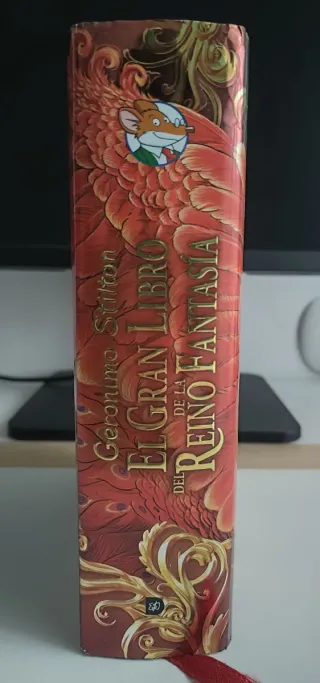 Geronimo Stilton
EL GRAN LIBRO
DE LA
DEL REINO FANTASÍA